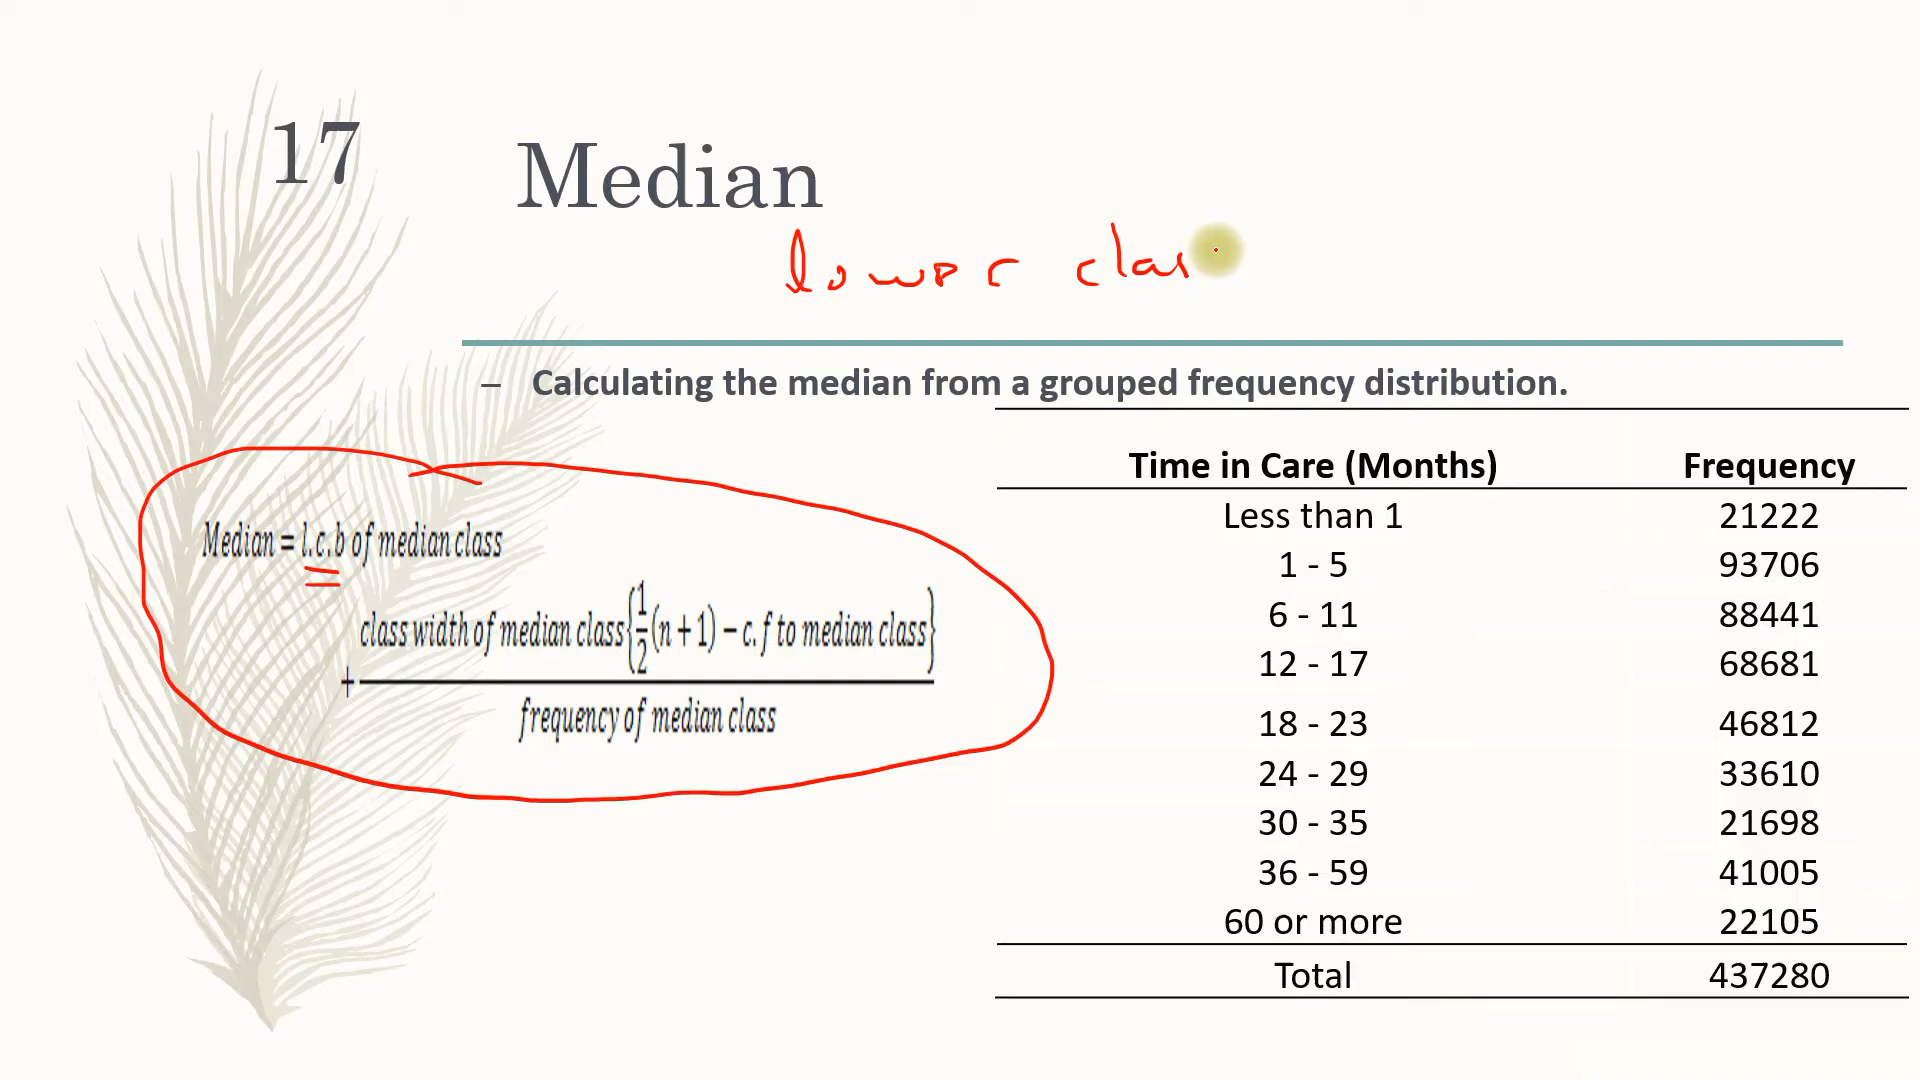 17
Median
lower clas
– Calculating the median from a grouped frequency distribution.
Median = l.c.b of median class
+ class width of median class{1/2(n + 1) − c.f to median class}
frequency of median class
Time in Care (Months) Frequency
Less than 1 21222
1 - 5 93706
6 - 11 88441
12 - 17 68681
18 - 23 46812
24 - 29 33610
30 - 35 21698
36 - 59 41005
60 or more 22105
Total 437280